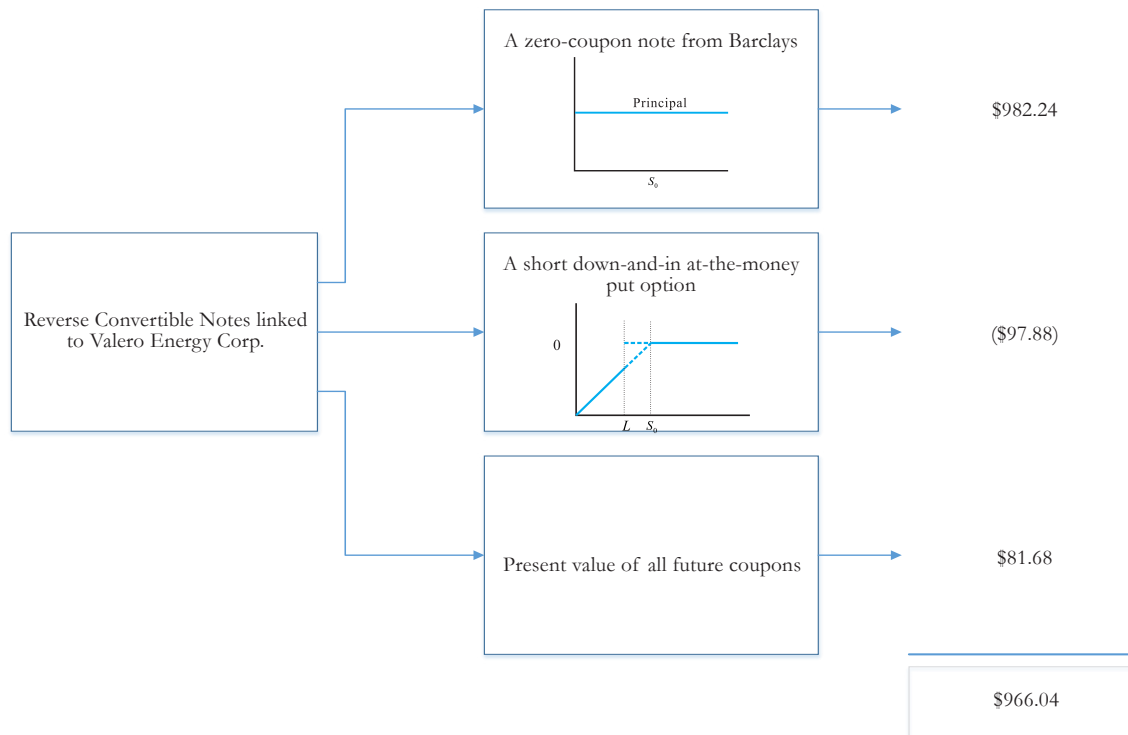 A zero-coupon note from Barclays
Principal
S₀
$982.24
Reverse Convertible Notes linked
to Valero Energy Corp.
A short down-and-in at-the-money
put option
0
L S₀
($97.88)
Present value of all future coupons
$81.68
$966.04